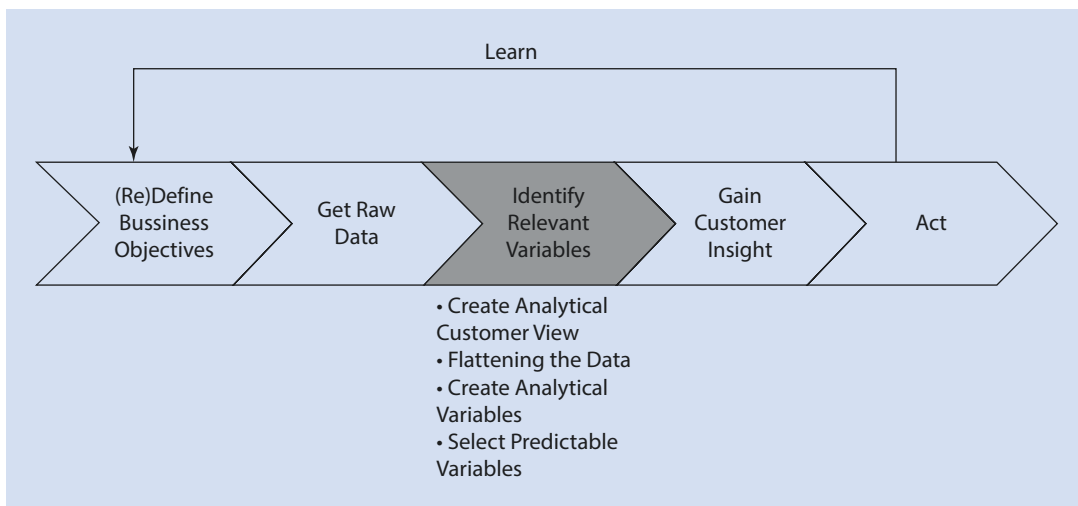 Learn
(Re)Define
Bussiness
Objectives
Get Raw
Data
Identify
Relevant
Variables
Gain
Customer
Insight
Act
• Create Analytical
Customer View
• Flattening the Data
• Create Analytical
Variables
• Select Predictable
Variables